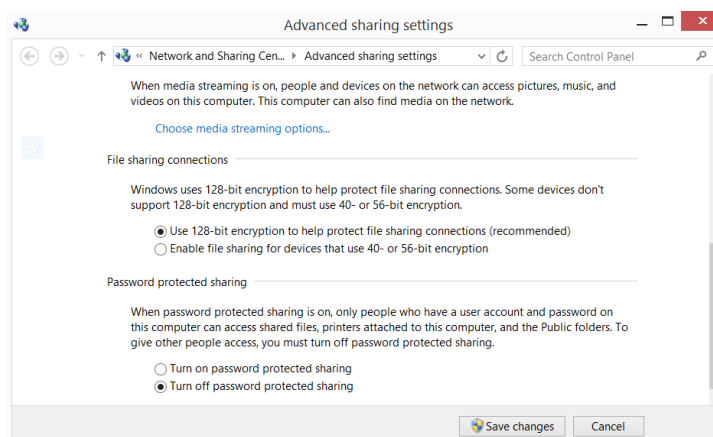 Advanced sharing settings
« Network and Sharing Cen... Advanced sharing settings Search Control Panel
When media streaming is on, people and devices on the network can access pictures, music, and
videos on this computer. This computer can also find media on the network.
Choose media streaming options...
File sharing connections
Windows uses 128-bit encryption to help protect file sharing connections. Some devices don't
support 128-bit encryption and must use 40- or 56-bit encryption.
Use 128-bit encryption to help protect file sharing connections (recommended)
Enable file sharing for devices that use 40- or 56-bit encryption
Password protected sharing
When password protected sharing is on, only people who have a user account and password on
this computer can access shared files, printers attached to this computer, and the Public folders. To
give other people access, you must turn off password protected sharing.
Turn on password protected sharing
Turn off password protected sharing
Save changes Cancel